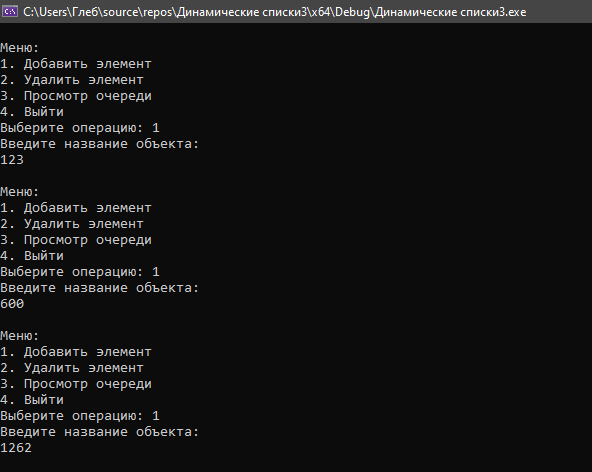 C:\Users\Глеб\source\repos\Динамические списки3\x64\Debug\Динамические списки3.exe
Меню:
1. Добавить элемент
2. Удалить элемент
3. Просмотр очереди
4. Выйти
Выберите операцию: 1
Введите название объекта:
123
Меню:
1. Добавить элемент
2. Удалить элемент
3. Просмотр очереди
4. Выйти
Выберите операцию: 1
Введите название объекта:
600
Меню:
1. Добавить элемент
2. Удалить элемент
3. Просмотр очереди
4. Выйти
Выберите операцию: 1
Введите название объекта:
1262